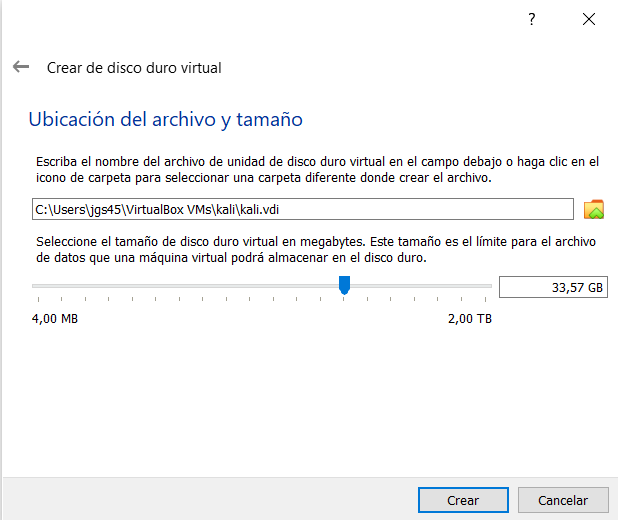 ?
Crear de disco duro virtual
Ubicación del archivo y tamaño
Escriba el nombre del archivo de unidad de disco duro virtual en el campo debajo o haga clic en el
icono de carpeta para seleccionar una carpeta diferente donde crear el archivo.
C:\Users\jgs45\VirtualBox VMs\kali\kali.vdi
Seleccione el tamaño de disco duro virtual en megabytes. Este tamaño es el límite para el archivo
de datos que una máquina virtual podrá almacenar en el disco duro.
33,57 GB
4,00 MB 2,00 TB
Crear Cancelar